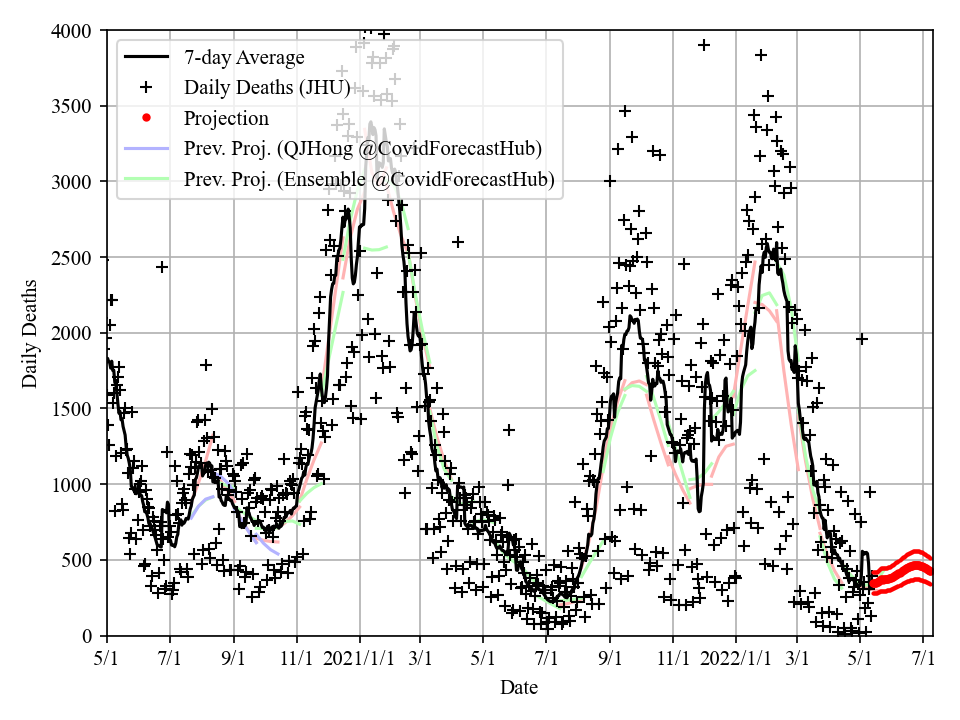 4000
3500
3000
2500
2000
1500
1000
500
0
Daily Deaths
7-day Average
Daily Deaths (JHU)
Projection
Prev. Proj. (QJHong @CovidForecastHub)
Prev. Proj. (Ensemble @CovidForecastHub)
5/1 7/1 9/1 11/1 2021/1/1 3/1 5/1 7/1 9/1 11/1 2022/1/1 3/1 5/1 7/1
Date